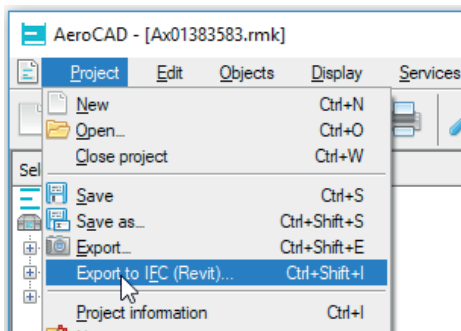 AeroCAD - [Ax01383583.rmk]
Project Edit Objects Display Services
New Ctrl+N
Open... Ctrl+O
Close project Ctrl+W
Sel
Save Ctrl+S
Save as... Ctrl+Shift+S
Export... Ctrl+Shift+E
Export to IFC (Revit)... Ctrl+Shift+I
Project information Ctrl+I